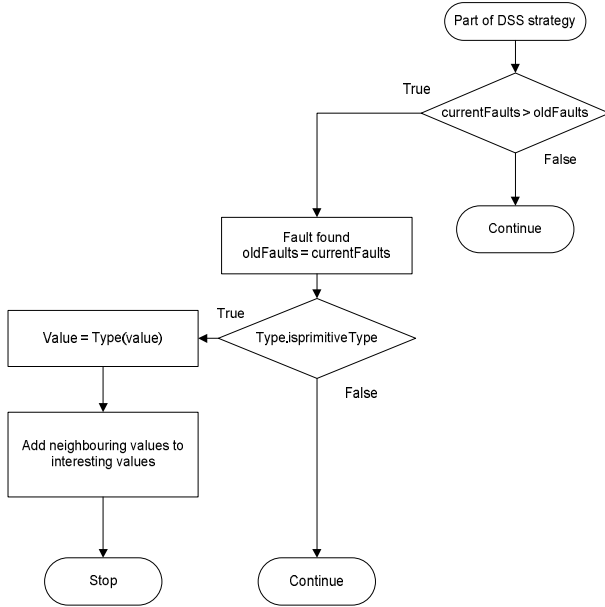 Part of DSS strategy
True
currentFaults > oldFaults
False
Continue
Fault found
oldFaults = currentFaults
True
Type.isprimitiveType
Value = Type(value)
False
Add neighbouring values to
interesting values
Stop
Continue